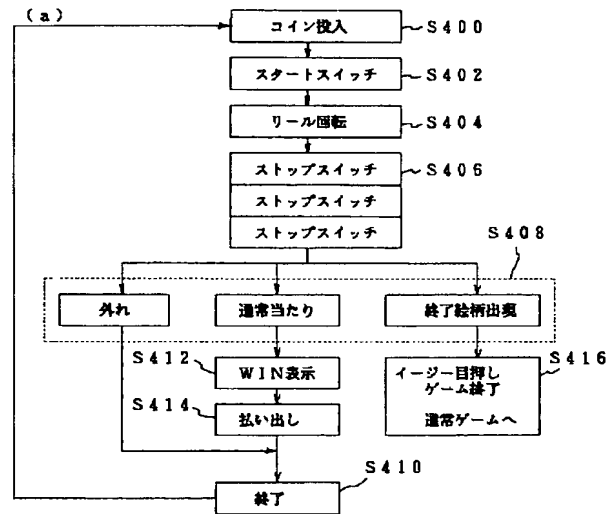 (a)
コイン投入
S400
スタートスイッチ
S402
リール回転
S404
ストップスイッチ
S406
ストップスイッチ
ストップスイッチ
S408
外れ
通常当たり
終了絵柄出現
S412
WIN表示
イージー目押し
ゲーム終了
通常ゲームへ
S416
S414
払い出し
S410
終了